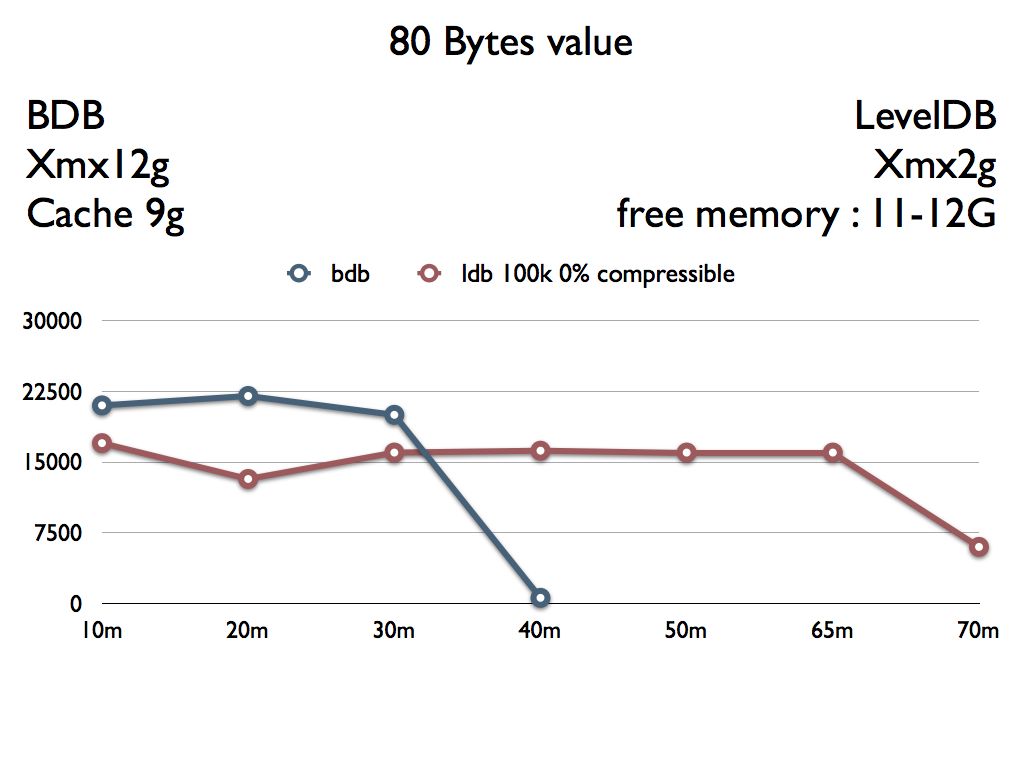 80 Bytes value
BDB
Xmx12g
Cache 9g
LevelDB
Xmx2g
free memory : 11-12G
bdb
ldb 100k 0% compressible
30000
22500
15000
7500
0
10m 20m 30m 40m 50m 65m 70m